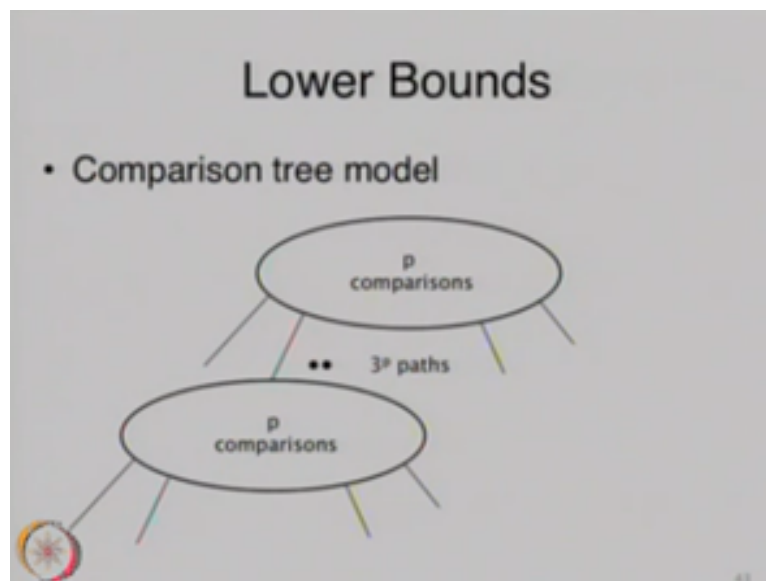 Lower Bounds
• Comparison tree model
p
comparisons
3ᵖ paths
p
comparisons